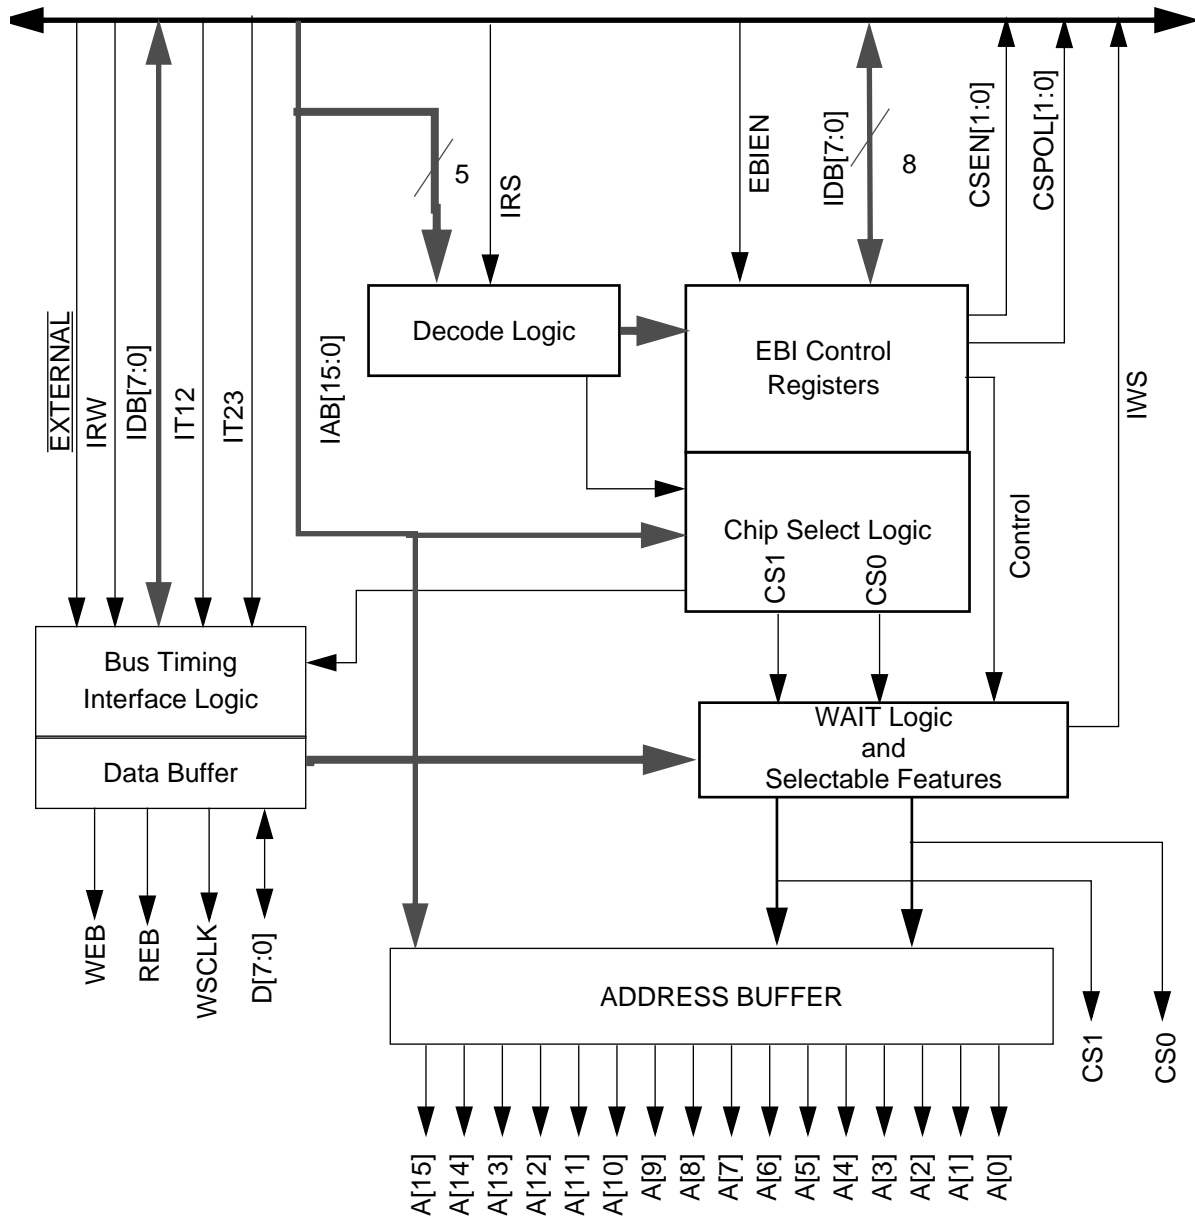 EXTERNAL
IRW
IDB[7:0]
IT12
IT23
IAB[15:0]
5
IRS
EBIEN
IDB[7:0]
8
CSEN[1:0]
CSPOL[1:0]
IWS
Decode Logic
EBI Control
Registers
Chip Select Logic
CS1
CS0
Control
Bus Timing
Interface Logic
Data Buffer
WAIT Logic
and
Selectable Features
WEB
REB
WSCLK
D[7:0]
ADDRESS BUFFER
CS1
CS0
A[15]
A[14]
A[13]
A[12]
A[11]
A[10]
A[9]
A[8]
A[7]
A[6]
A[5]
A[4]
A[3]
A[2]
A[1]
A[0]